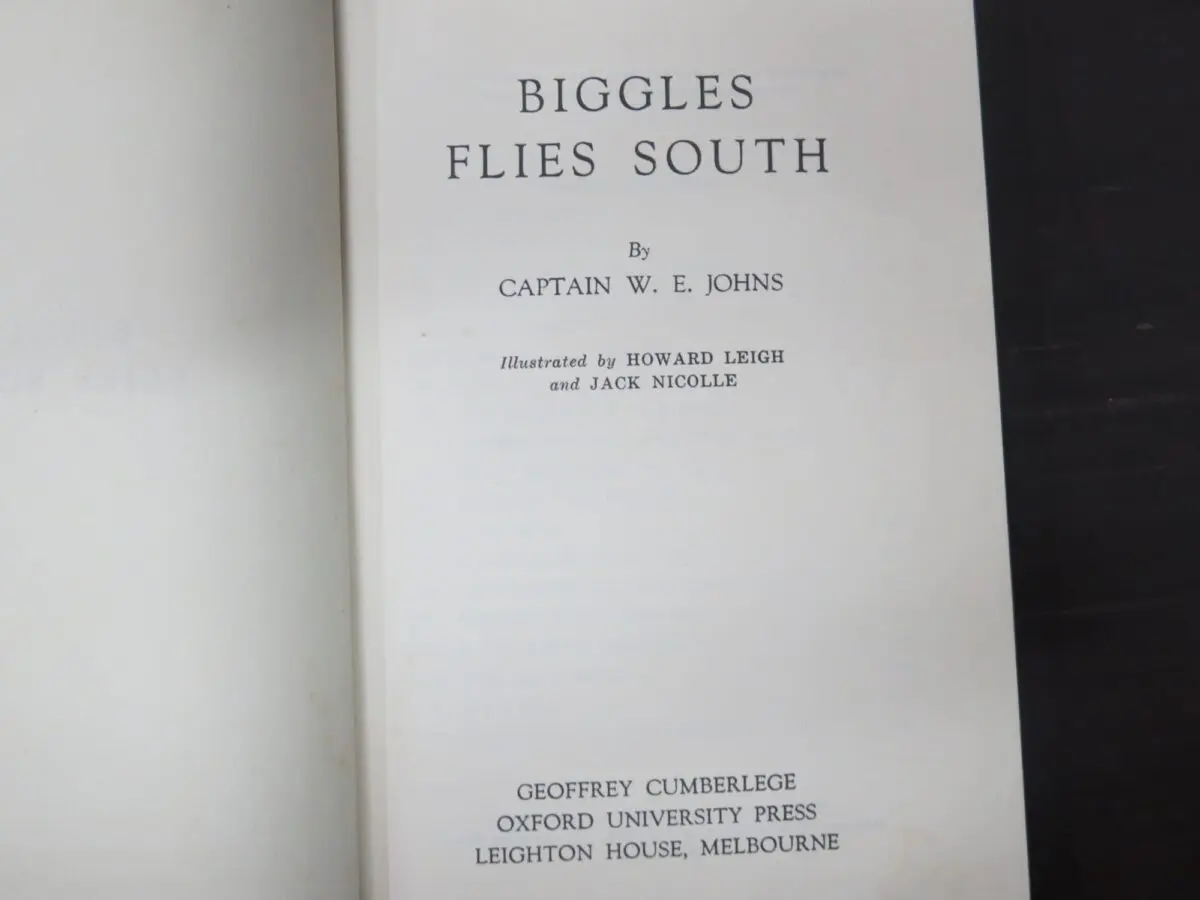 BIGGLES
FLIES SOUTH
By
CAPTAIN W. E. JOHNS
Illustrated by HOWARD LEIGH
and JACK NICOLLE
GEOFFREY CUMBERLEGE
OXFORD UNIVERSITY PRESS
LEIGHTON HOUSE, MELBOURNE